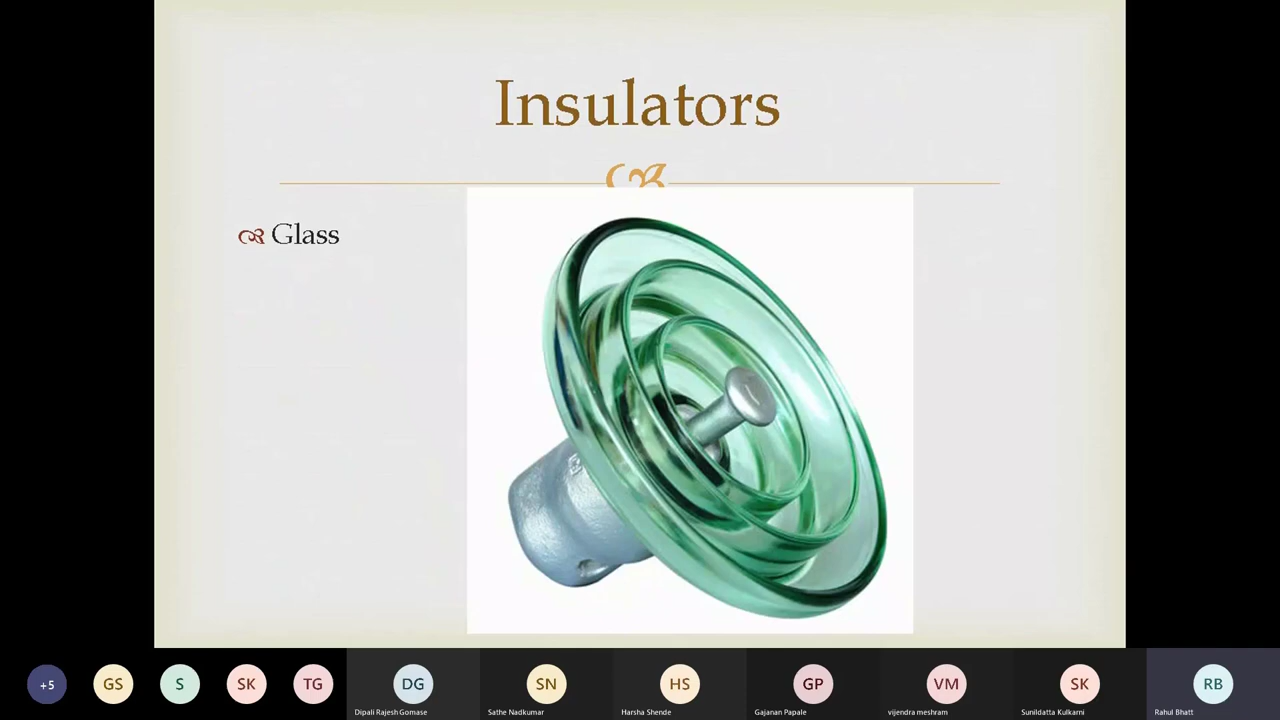 Insulators
Glass
+5
GS
S
SK
TG
DG
SN
HS
GP
VM
SK
RB
Dipali Rajesh Gomase
Sathe Nadkumar
Harsha Shende
Gajanan Papale
vijendra meshram
Sunildatta Kulkarni
Rahul Bhatt